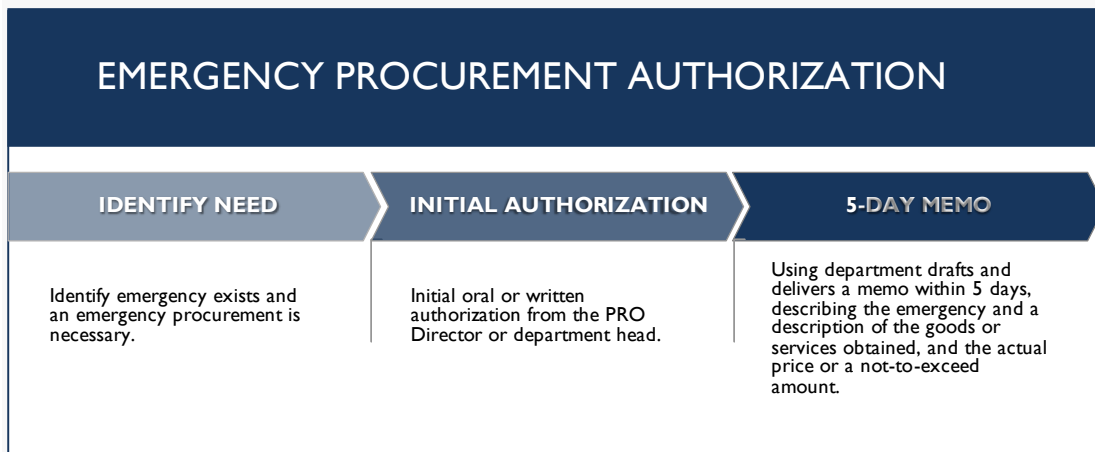 EMERGENCY PROCUREMENT AUTHORIZATION
IDENTIFY NEED
Identify emergency exists and
an emergency procurement is
necessary.
INITIAL AUTHORIZATION
Initial oral or written
authorization from the PRO
Director or department head.
5-DAY MEMO
Using department drafts and
delivers a memo within 5 days,
describing the emergency and a
description of the goods or
services obtained, and the actual
price or a not-to-exceed
amount.